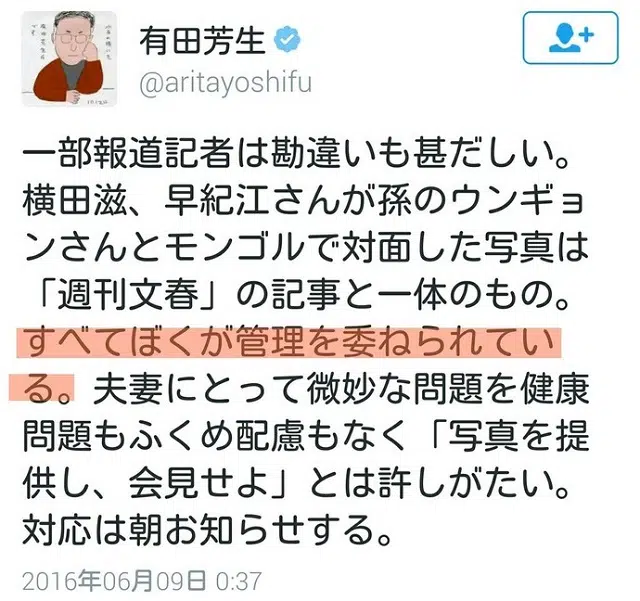 有田芳生
@aritayoshifu
一部報道記者は勘違いも甚だしい。
横田滋、早紀江さんが孫のウンギョ
ンさんとモンゴルで対面した写真は
「週刊文春」の記事と一体のもの。
すべてぼくが管理を委ねられてい
る。夫妻にとって微妙な問題を健康
問題もふくめ配慮もなく「写真を提
供し、会見せよ」とは許しがたい。
対応は朝お知らせする。
2016年06月09日 0:37